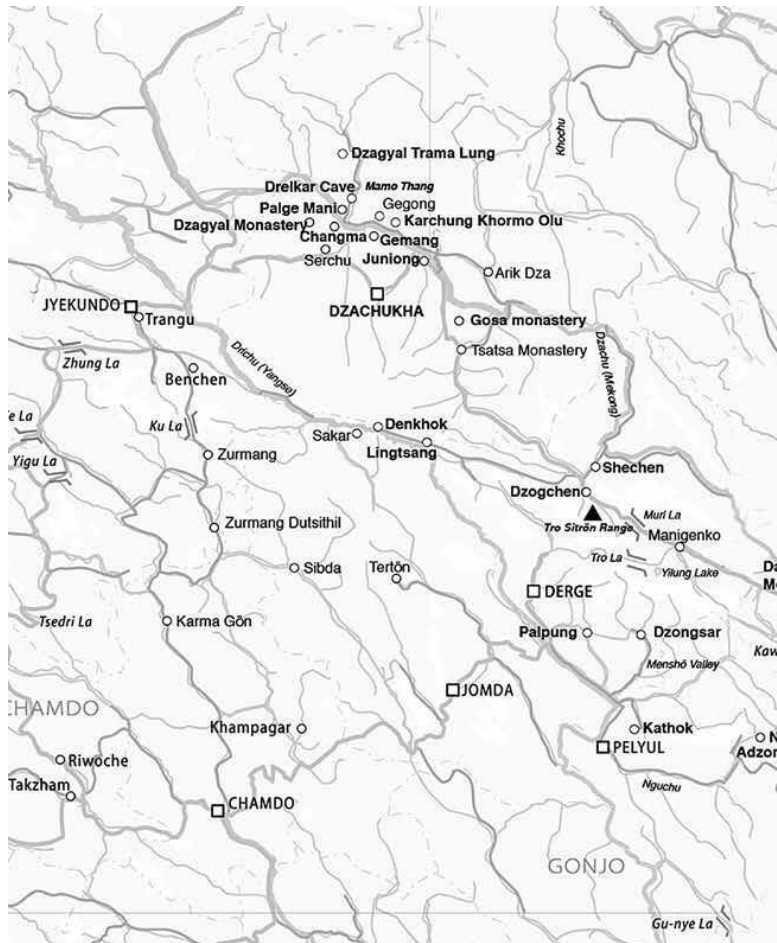 Khochu
Dzagyal Trama Lung
Drelkar Cave
Mamo Thang
Gegong
Palge Mani
Karchung Khormo Olu
Dzagyal Monastery
Changma
Gemang
Serchu
Juniong
Arik Dza
JYEKUNDO
DZACHUKHA
Trangu
Gosa monastery
Drichu (Yangsø)
Dzachu (Mekong)
Tsatsa Monastery
Zhung La
Benchen
Ku La
Denkhok
Sakar
Lingtsang
Yigu La
Zurmang
Shechen
Dzogchen
Muri La
Zurmang Dutsithil
Tro Sitrön Range
Manigenko
Tro La
Yilung Lake
Sibda
Tertön
DERGE
Tsedri La
Karma Gön
Palpung
Dzongsar
Menshö Valley
JOMDA
CHAMDO
Khampagar
Kathok
PELYUL
Riwoche
Takzham
Nguchu
CHAMDO
GONJO
Gu-nye La